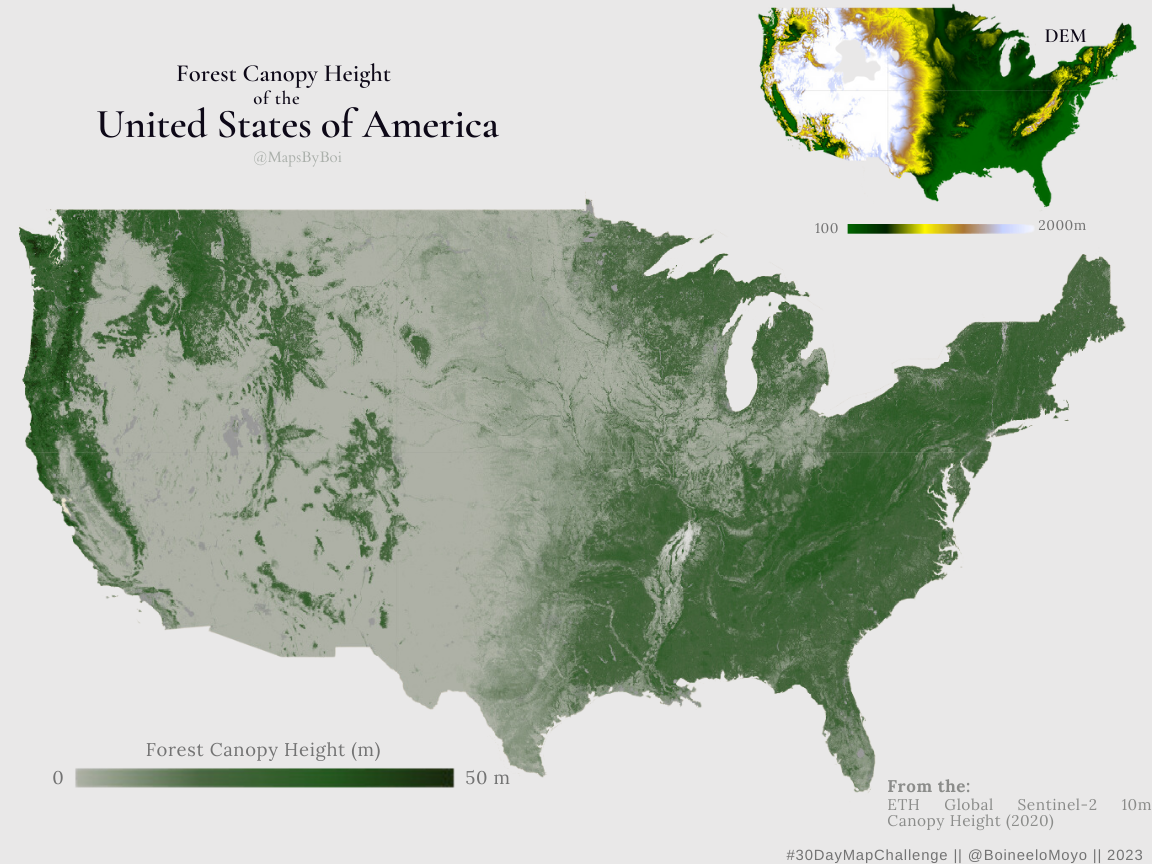 Forest Canopy Height
of the
United States of America
@MapsByBoi
DEM
100
2000m
Forest Canopy Height (m)
0
50 m
From the:
ETH Global Sentinel-2 10m
Canopy Height (2020)
#30DayMapChallenge || @BoineeloMoyo || 2023